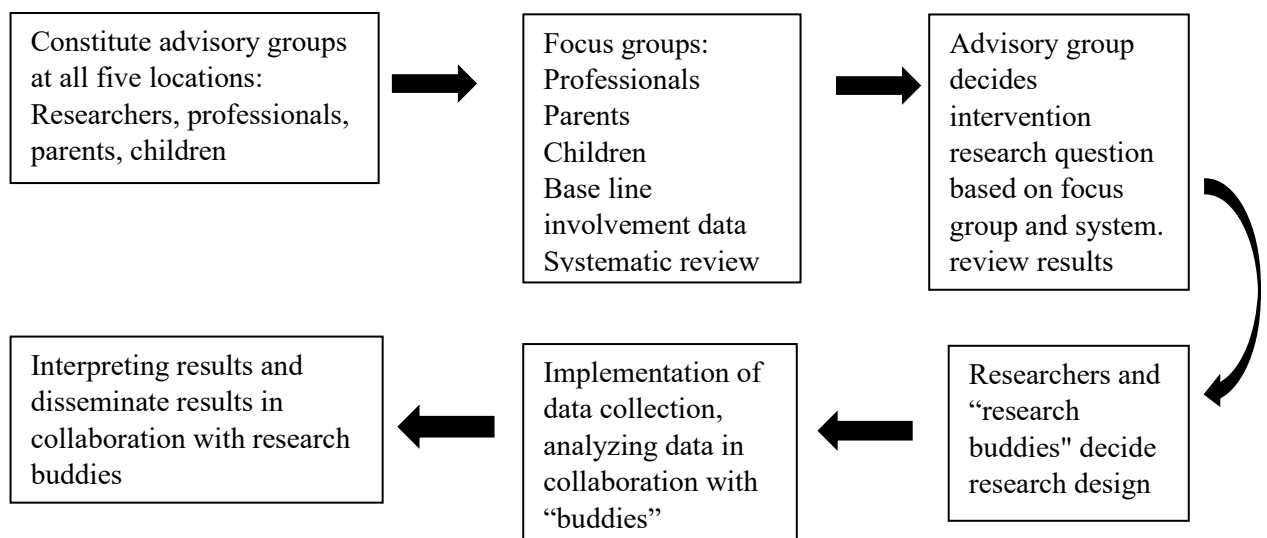 Constitute advisory groups
at all five locations:
Researchers, professionals,
parents, children
Focus groups:
Professionals
Parents
Children
Base line
involvement data
Systematic review
Advisory group
decides
intervention
research question
based on focus
group and system.
review results
Researchers and
“research
buddies" decide
research design
Implementation of
data collection,
analyzing data in
collaboration with
“buddies”
Interpreting results and
disseminate results in
collaboration with research
buddies